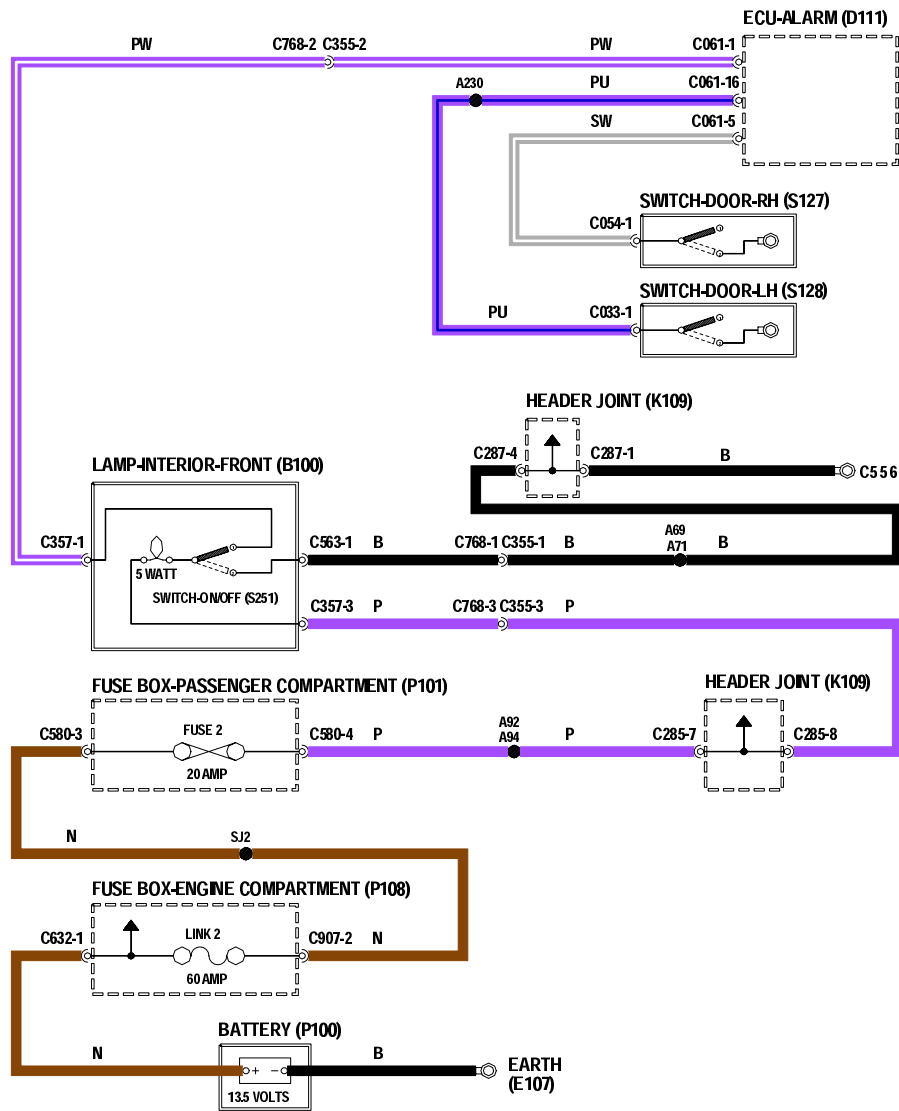 ECU-ALARM (D111)
PW
C768-2 C355-2
PW
C061-1
A230
PU
C061-16
SW
C061-5
SWITCH-DOOR-RH (S127)
C054-1
SWITCH-DOOR-LH (S128)
PU
C033-1
HEADER JOINT (K109)
C287-4
C287-1
B
C556
LAMP-INTERIOR-FRONT (B100)
C357-1
5 WATT
SWITCH-ON/OFF (S251)
C563-1
B
C768-1 C355-1
B
A69
A71
B
C357-3
P
C768-3 C355-3
P
FUSE BOX-PASSENGER COMPARTMENT (P101)
HEADER JOINT (K109)
C580-3
FUSE 2
20 AMP
C580-4
P
A92
A94
P
C285-7
C285-8
N
SJ2
FUSE BOX-ENGINE COMPARTMENT (P108)
C632-1
LINK 2
60 AMP
C907-2
N
BATTERY (P100)
N
+ −
13.5 VOLTS
B
EARTH
(E107)